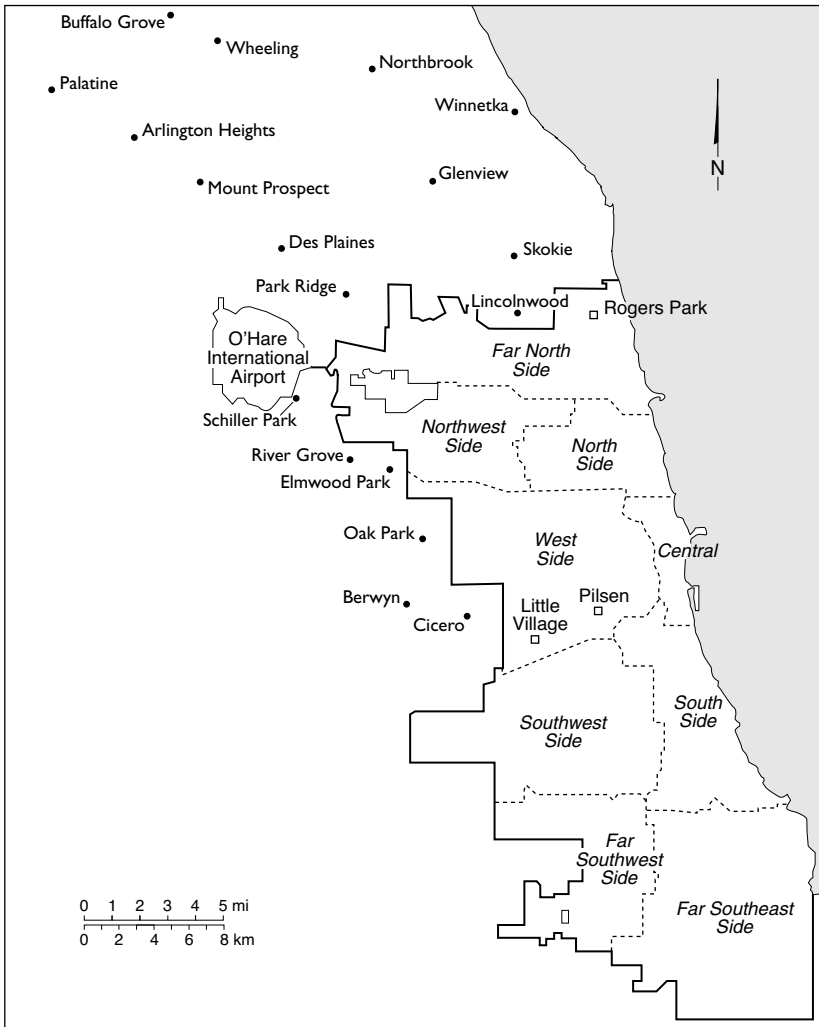 Buffalo Grove
Wheeling
Northbrook
Palatine
Winnetka
Arlington Heights
N
Glenview
Mount Prospect
Des Plaines
Skokie
Park Ridge
Lincolnwood
Rogers Park
O’Hare
International
Airport
Far North
Side
Schiller Park
Northwest
Side
North
Side
River Grove
Elmwood Park
Oak Park
West
Side
Central
Berwyn
Cicero
Little
Village
Pilsen
South
Side
Southwest
Side
Far
Southwest
Side
Far Southeast
Side
0 1 2 3 4 5 mi
0 2 4 6 8 km